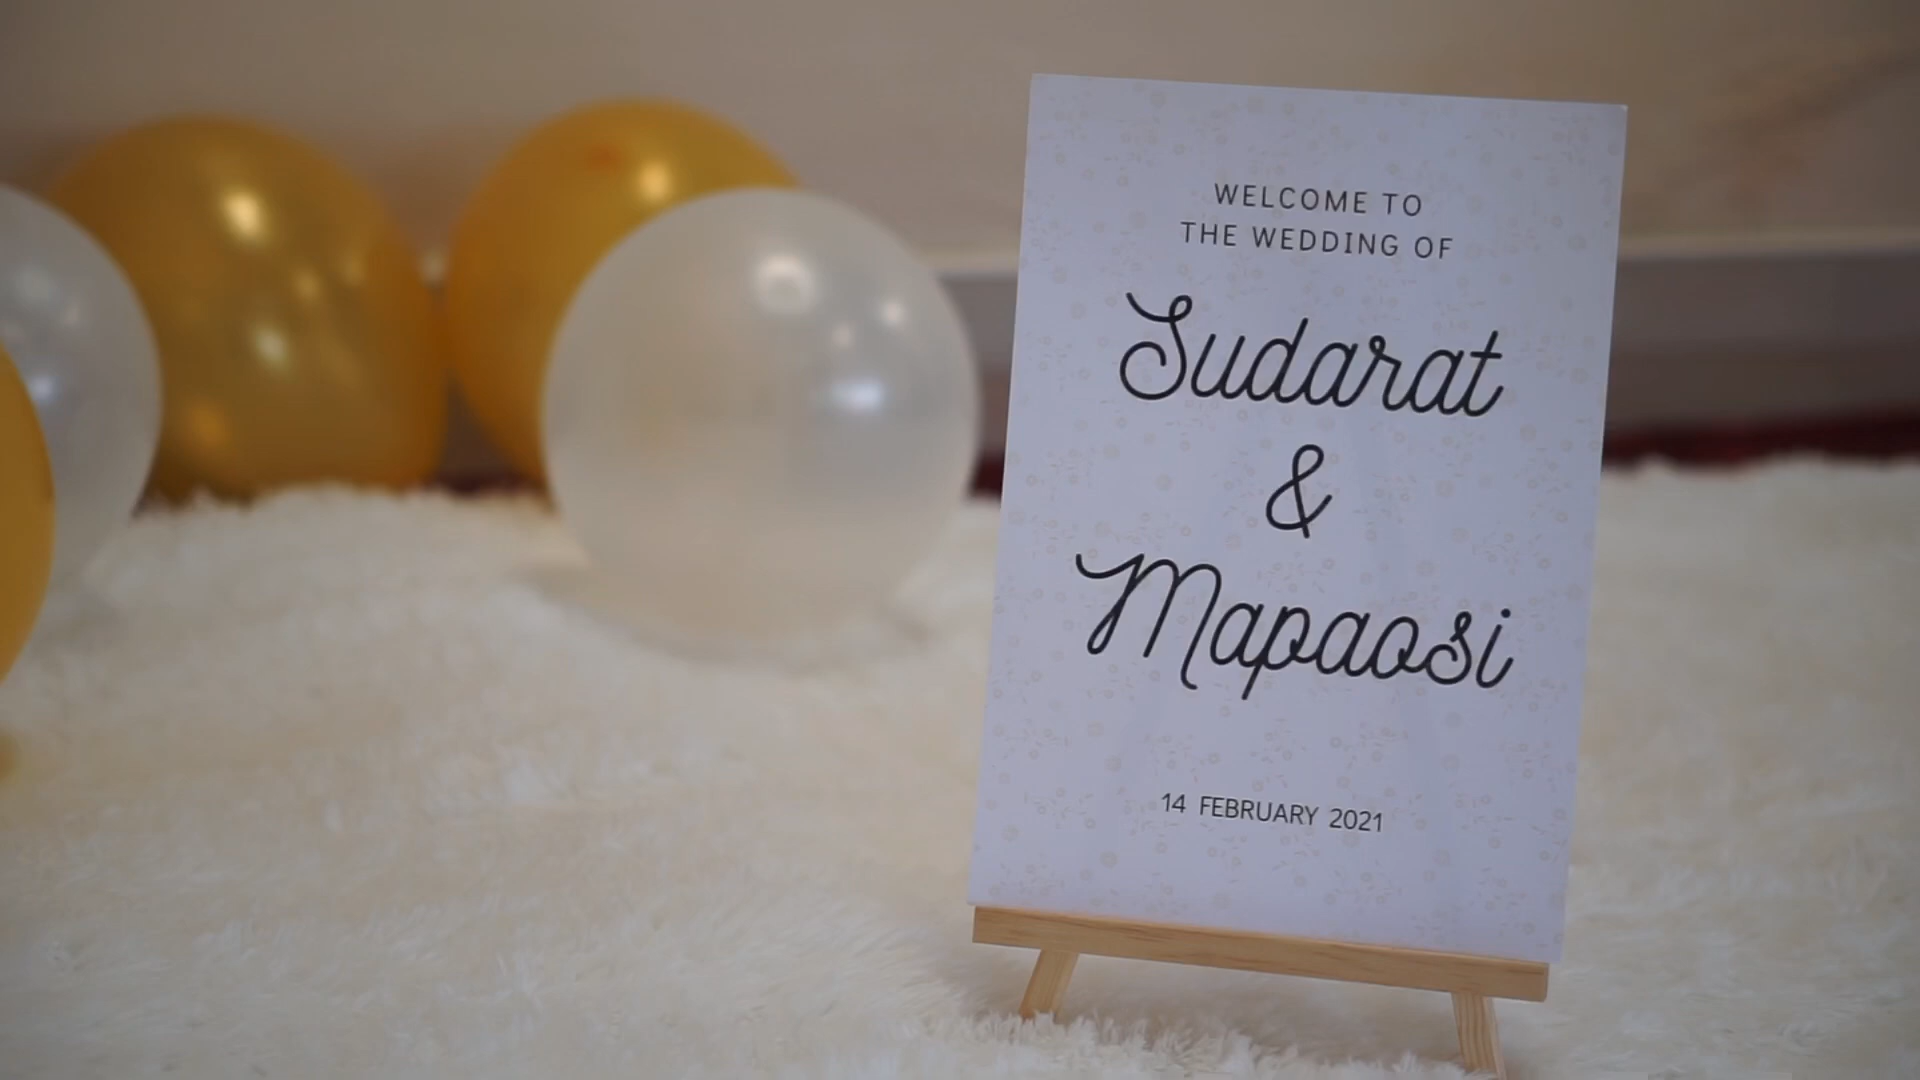 WELCOME TO
THE WEDDING OF
Sudarat
&
Mapaosi
14 FEBRUARY 2021